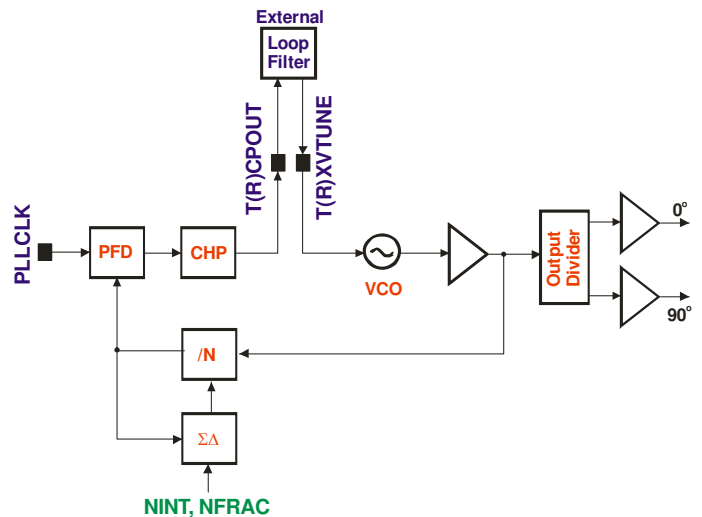 External
Loop
Filter
T(R)CPOUT
T(R)XVTUNE
PLLCLK
PFD
CHP
VCO
Output
Divider
0°
90°
/N
ΣΔ
NINT, NFRAC